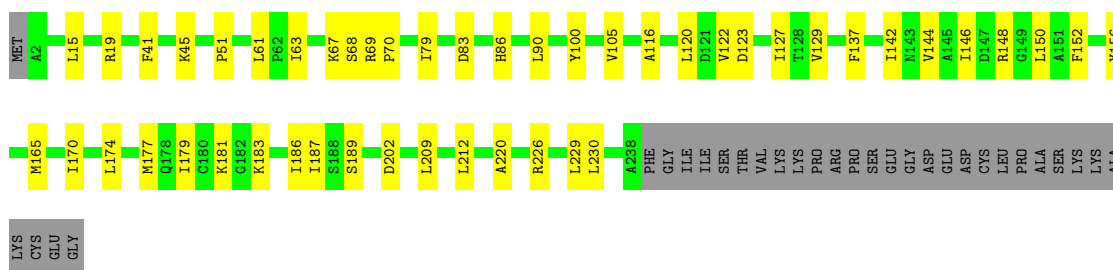 MET A2 L15 R19 F41 K45 P51 L61 P62 I63 K67 S68 R69 P70 I79 D83 H86 L90 Y100 V105 A116 L120 D121 V122 D123 I127 T128 V129 F137 I142 N143 V144 A145 I146 D147 R148 G149 L150 A151 F152
M165 I170 L174 M177 Q178 I179 C180 K181 G182 K183 I186 I187 S188 S189 D202 L209 L212 A220 R226 L229 L230 A238 PHE GLY ILE ILE SER THR VAL LYS LYS PRO ARG PRO PRO SER GLU GLY ASP GLU ASP CYS LEU PRO ALA SER LYS LYS
LYS CYS GLU GLY